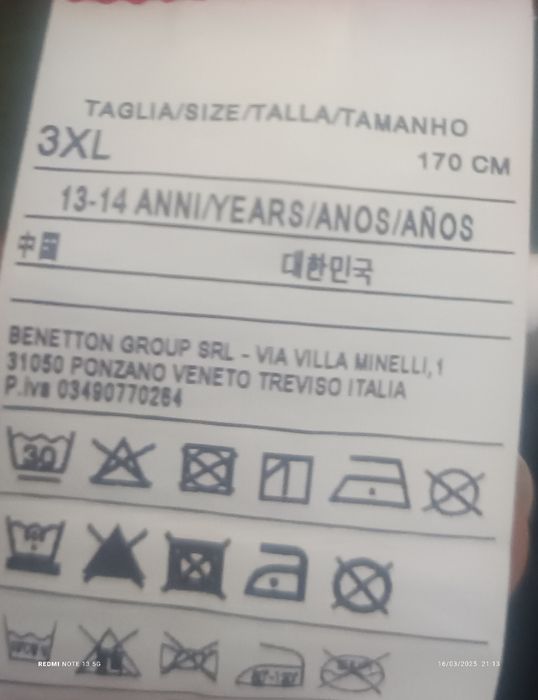 TAGLIA/SIZE/TALLA/TAMANHO
3XL 170 CM
13-14 ANNI/YEARS/ANOS/AÑOS
中国 대한민국
BENETTON GROUP SRL - VIA VILLA MINELLI, 1
31050 PONZANO VENETO TREVISO ITALIA
P.iva 03490770264
30
REDMI NOTE 13 5G 16/03/2025 21:13